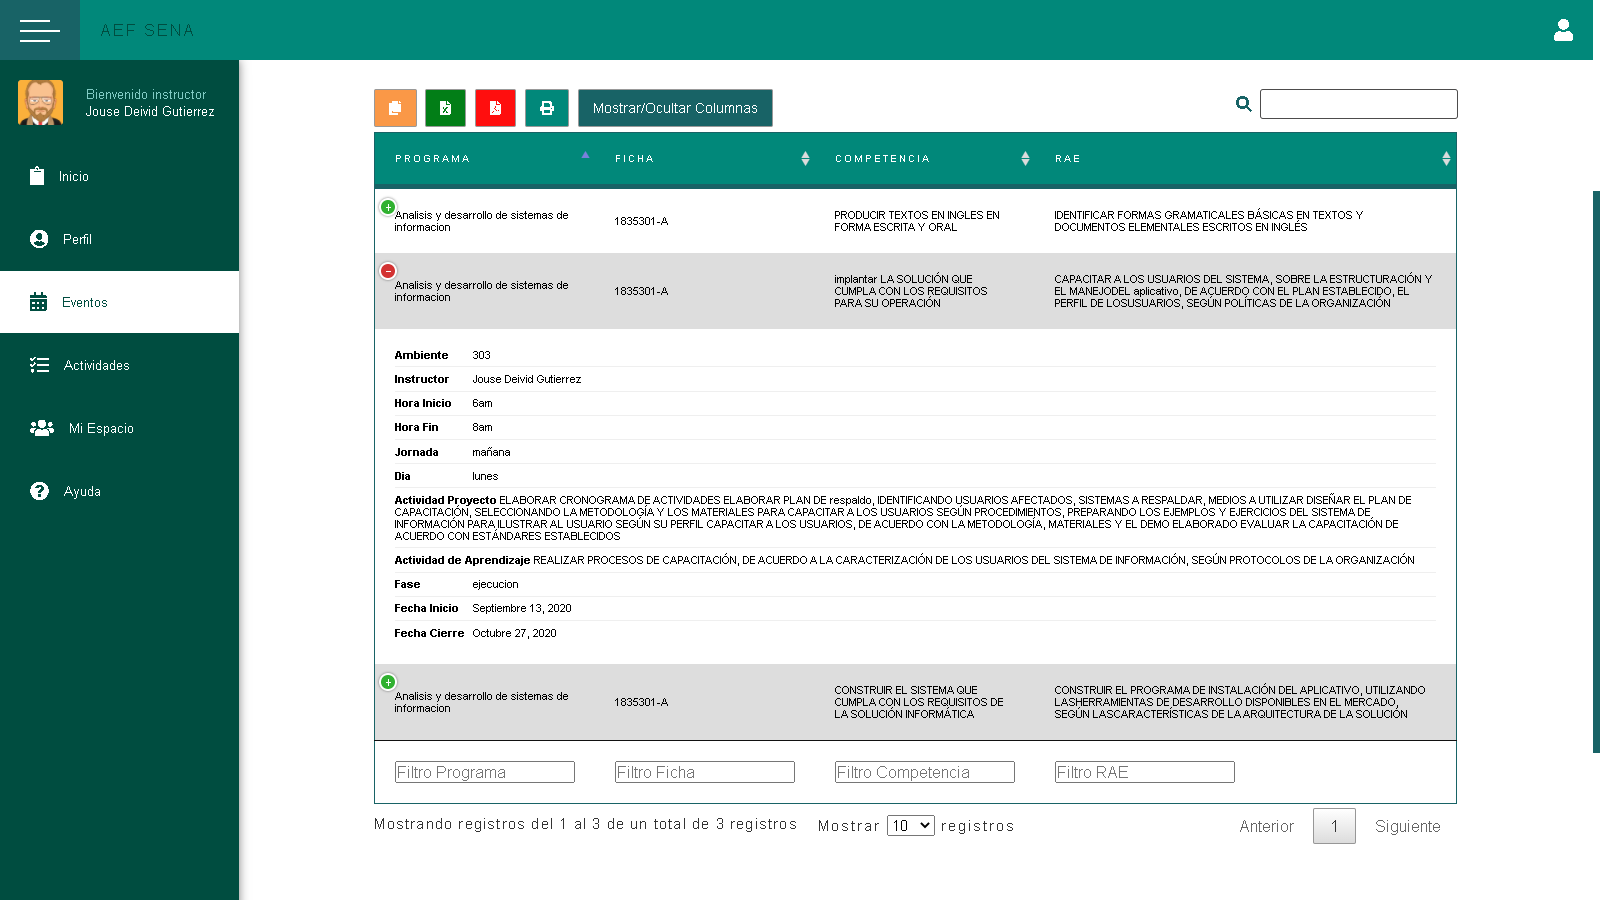 AEF SENA
Bienvenido instructor
Jouse Deivid Gutierrez
Inicio
Perfil
Eventos
Actividades
Mi Espacio
Ayuda
Mostrar/Ocultar Columnas
PROGRAMA FICHA COMPETENCIA RAE
Analisis y desarrollo de sistemas de
informacion
1835301-A
PRODUCIR TEXTOS EN INGLES EN
FORMA ESCRITA Y ORAL
IDENTIFICAR FORMAS GRAMATICALES BÁSICAS EN TEXTOS Y
DOCUMENTOS ELEMENTALES ESCRITOS EN INGLÉS
Analisis y desarrollo de sistemas de
informacion
1835301-A
implantar LA SOLUCIÓN QUE
CUMPLA CON LOS REQUISITOS
PARA SU OPERACIÓN
CAPACITAR A LOS USUARIOS DEL SISTEMA, SOBRE LA ESTRUCTURACIÓN Y
EL MANEJODEL aplicativo, DE ACUERDO CON EL PLAN ESTABLECIDO, EL
PERFIL DE LOSUSUARIOS, SEGÚN POLÍTICAS DE LA ORGANIZACIÓN
Ambiente 303
Instructor Jouse Deivid Gutierrez
Hora Inicio 6am
Hora Fin 8am
Jornada mañana
Dia lunes
Actividad Proyecto ELABORAR CRONOGRAMA DE ACTIVIDADES ELABORAR PLAN DE respaldo, IDENTIFICANDO USUARIOS AFECTADOS, SISTEMAS A RESPALDAR, MEDIOS A UTILIZAR DISEÑAR EL PLAN DE
CAPACITACIÓN, SELECCIONANDO LA METODOLOGÍA Y LOS MATERIALES PARA CAPACITAR A LOS USUARIOS SEGÚN PROCEDIMIENTOS, PREPARANDO LOS EJEMPLOS Y EJERCICIOS DEL SISTEMA DE
INFORMACIÓN PARA ILUSTRAR AL USUARIO SEGÚN SU PERFIL CAPACITAR A LOS USUARIOS, DE ACUERDO CON LA METODOLOGÍA, MATERIALES Y EL DEMO ELABORADO EVALUAR LA CAPACITACIÓN DE
ACUERDO CON ESTÁNDARES ESTABLECIDOS
Actividad de Aprendizaje REALIZAR PROCESOS DE CAPACITACIÓN, DE ACUERDO A LA CARACTERIZACIÓN DE LOS USUARIOS DEL SISTEMA DE INFORMACIÓN, SEGÚN PROTOCOLOS DE LA ORGANIZACIÓN
Fase ejecucion
Fecha Inicio Septiembre 13, 2020
Fecha Cierre Octubre 27, 2020
Analisis y desarrollo de sistemas de
informacion
1835301-A
CONSTRUIR EL SISTEMA QUE
CUMPLA CON LOS REQUISITOS DE
LA SOLUCIÓN INFORMÁTICA
CONSTRUIR EL PROGRAMA DE INSTALACIÓN DEL APLICATIVO, UTILIZANDO
LASHERRAMIENTAS DE DESARROLLO DISPONIBLES EN EL MERCADO,
SEGÚN LASCARACTERÍSTICAS DE LA ARQUITECTURA DE LA SOLUCIÓN
Filtro Programa Filtro Ficha Filtro Competencia Filtro RAE
Mostrando registros del 1 al 3 de un total de 3 registros Mostrar 10 registros Anterior 1 Siguiente